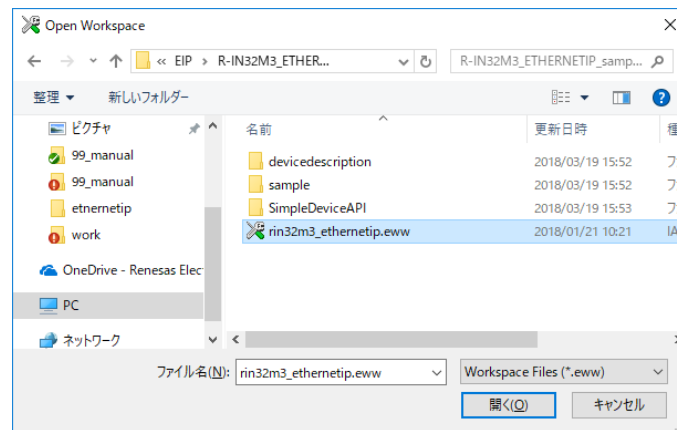 Open Workspace
« EIP › R-IN32M3_ETHER...
R-IN32M3_ETHERNETIP_samp...
整理 新しいフォルダー
名前 更新日時 種
ピクチャ
99_manual
99_manual
etnernetip
work
OneDrive - Renesas Elec
PC
ネットワーク
devicedescription 2018/03/19 15:52 フ
sample 2018/03/19 15:52 フ
SimpleDeviceAPI 2018/03/19 15:53 フ
rin32m3_ethernetip.eww 2018/01/21 10:21 IA
ファイル名(N): rin32m3_ethernetip.eww Workspace Files (*.eww)
開く(O) キャンセル